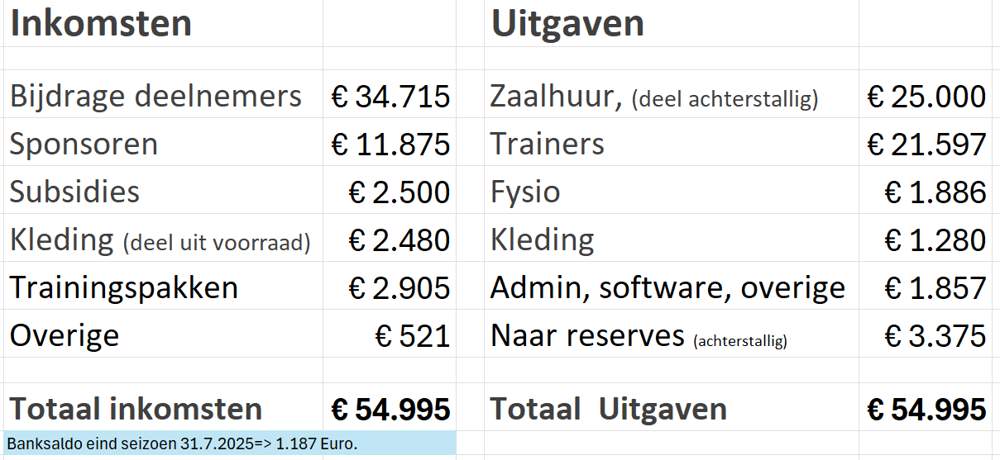 Inkomsten Uitgaven
Bijdrage deelnemers € 34.715 Zaalhuur, (deel achterstallig) € 25.000
Sponsoren € 11.875 Trainers € 21.597
Subsidies € 2.500 Fysio € 1.886
Kleding (deel uit voorraad) € 2.480 Kleding € 1.280
Trainingspakken € 2.905 Admin, software, overige € 1.857
Overige € 521 Naar reserves (achterstallig) € 3.375
Totaal inkomsten € 54.995 Totaal Uitgaven € 54.995
Banksaldo eind seizoen 31.7.2025=> 1.187 Euro.